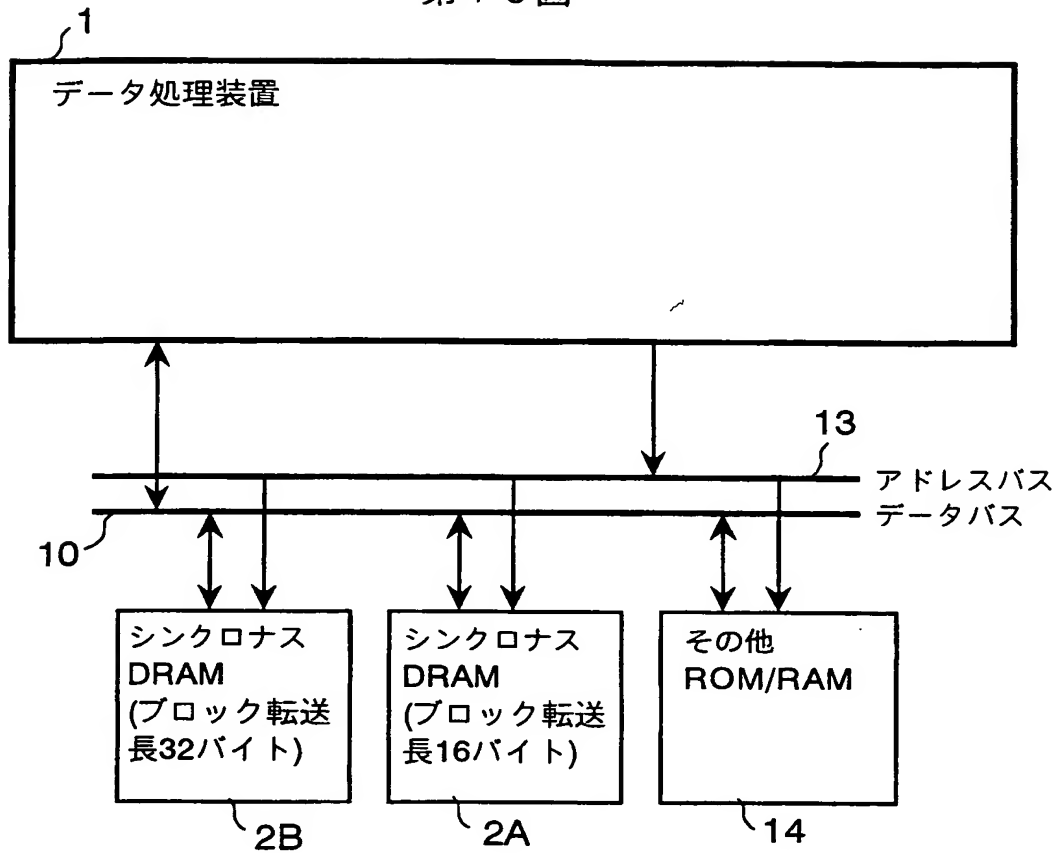 1
データ処理装置
13
アドレスバス
データバス
10
シンクロナス
DRAM
(ブロック転送
長32バイト)
シンクロナス
DRAM
(ブロック転送
長16バイト)
その他
ROM/RAM
2B
2A
14